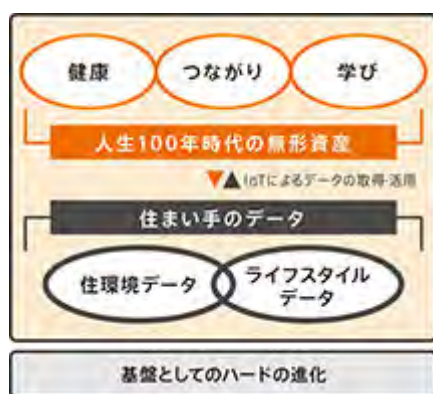 健康 つながり 学び
人生100年時代の無形資産
▼▲IoTによるデータの取得・活用
住まい手のデータ
住環境データ ライフスタイル
データ
基盤としてのハードの進化